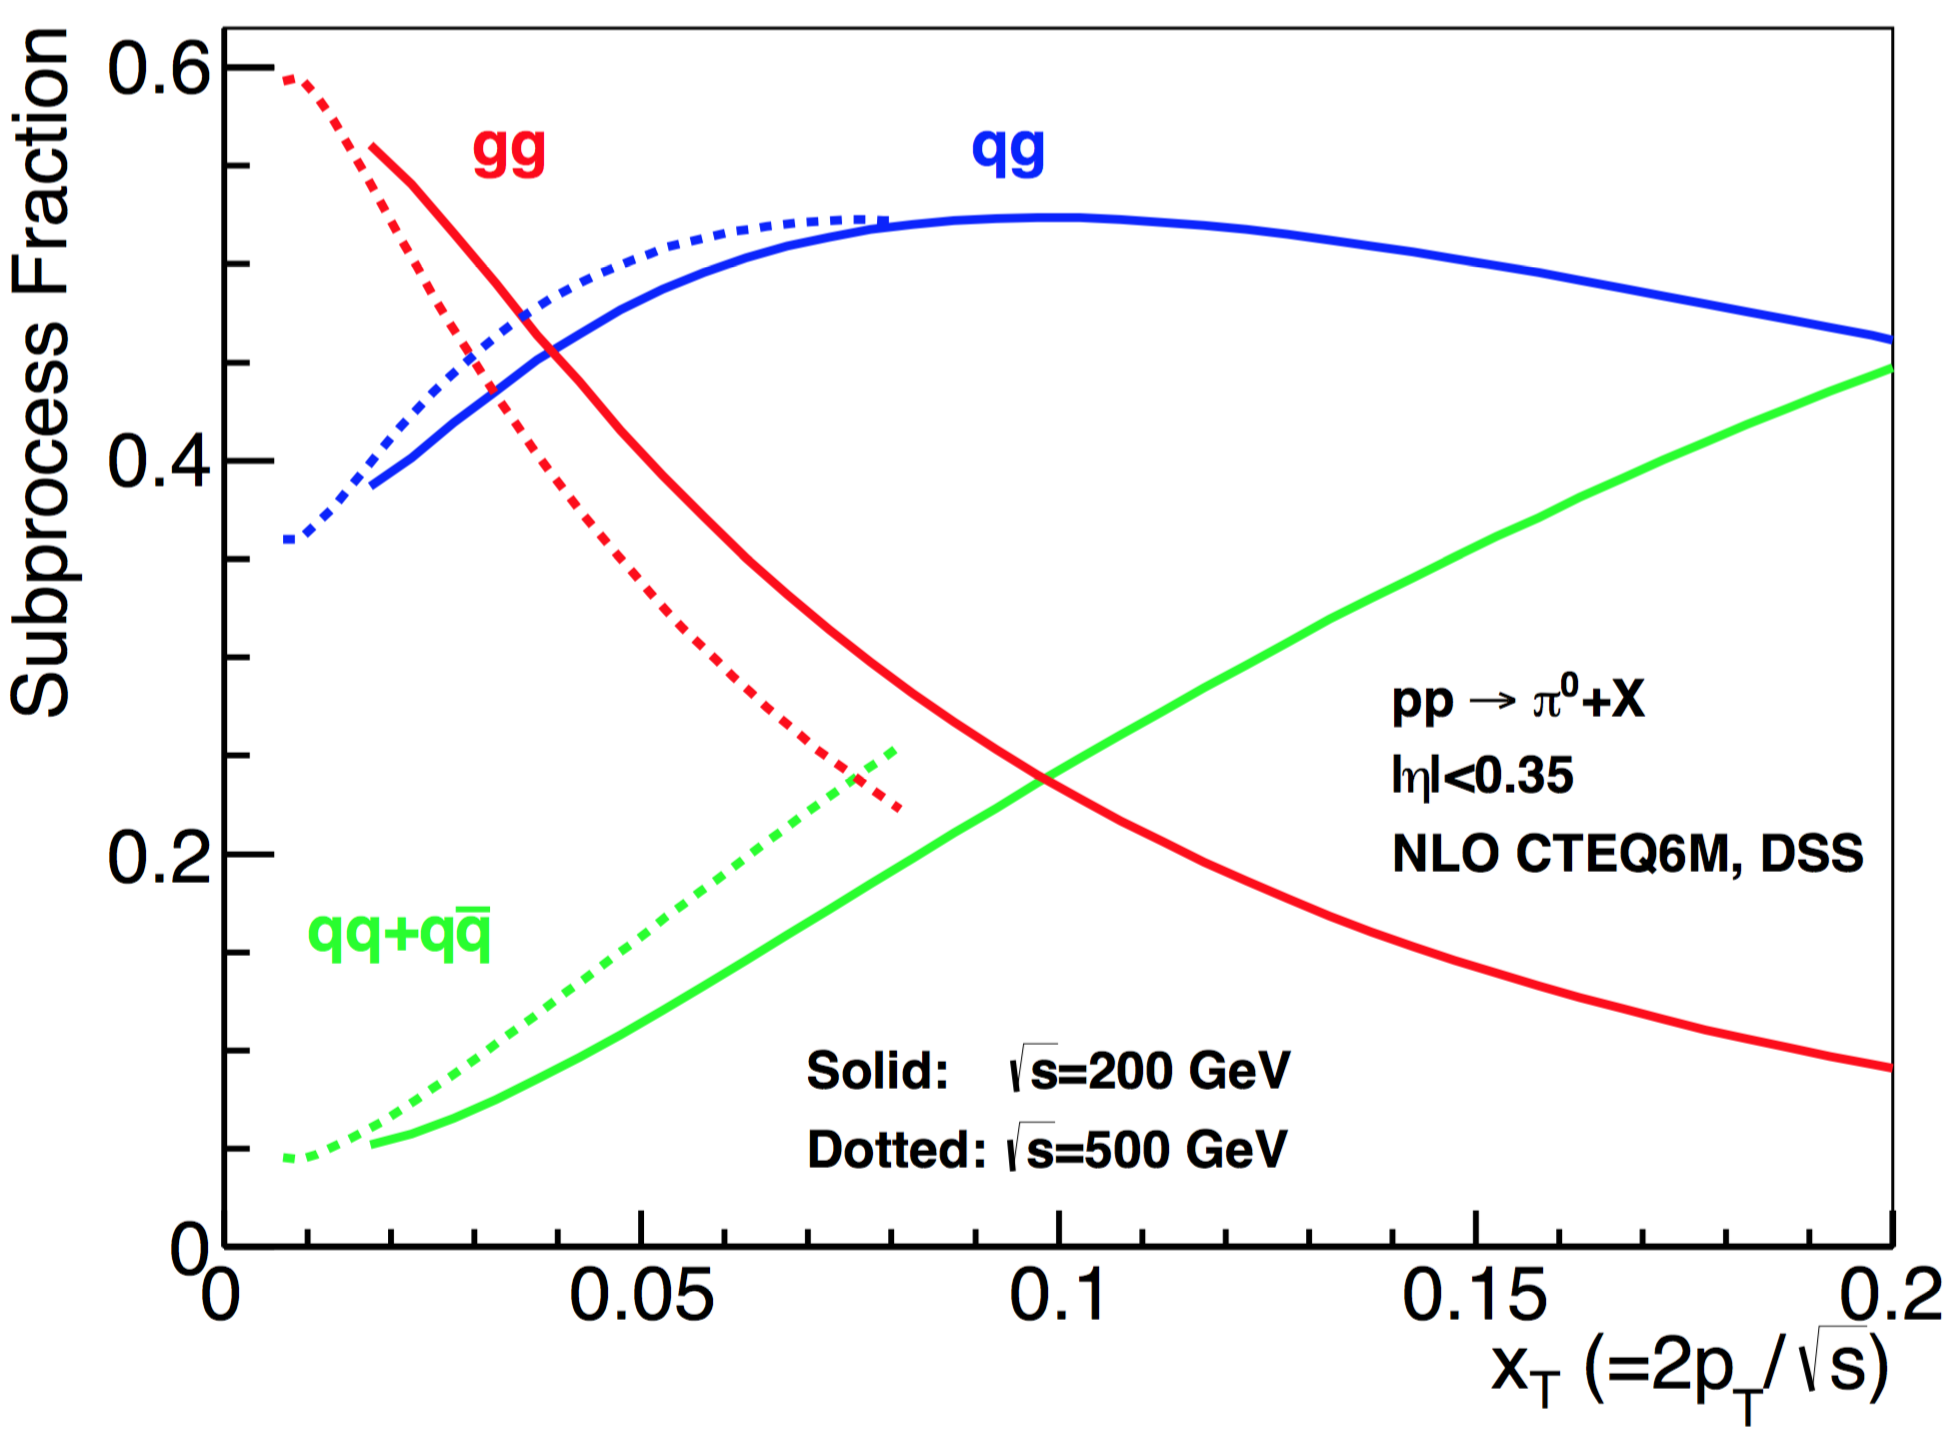 Subprocess Fraction
0.6
0.4
0.2
0
gg
qg
qq+qq̅
pp → π⁰+X
|η|<0.35
NLO CTEQ6M, DSS
Solid: √s=200 GeV
Dotted: √s=500 GeV
0 0.05 0.1 0.15 0.2
x_T (=2p_T/√s)